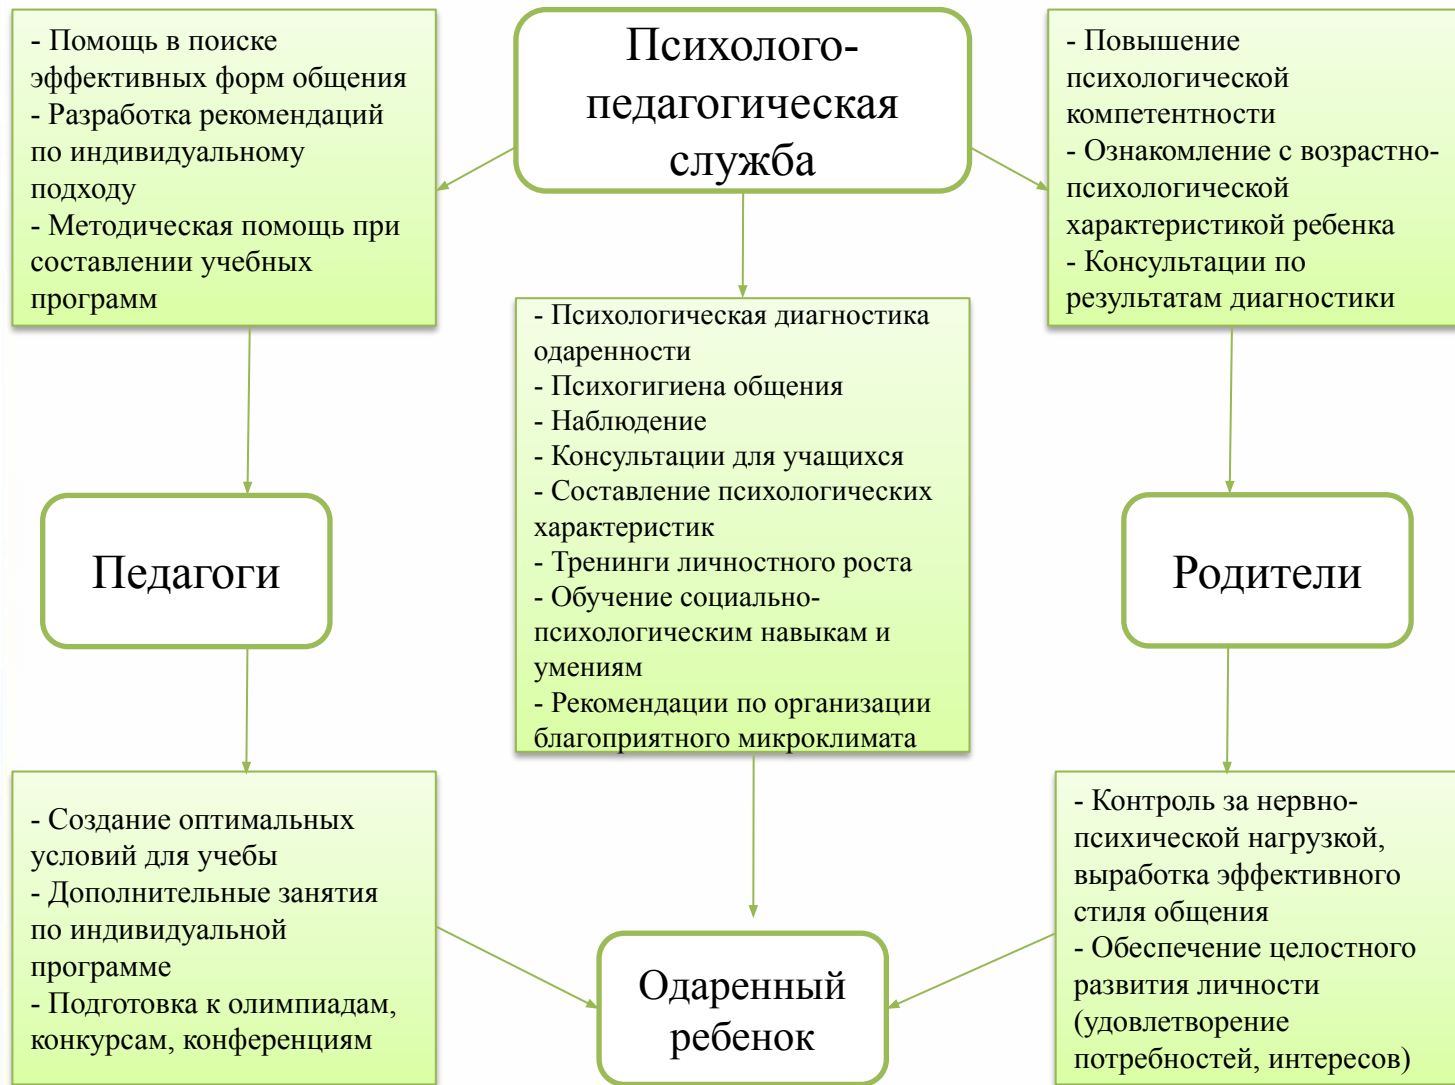 - Помощь в поиске
эффективных форм общения
- Разработка рекомендаций
по индивидуальному
подходу
- Методическая помощь при
составлении учебных
программ
Психолого-
педагогическая
служба
- Повышение
психологической
компетентности
- Ознакомление с возрастно-
психологической
характеристикой ребенка
- Консультации по
результатам диагностики
- Психологическая диагностика
одаренности
- Психогигиена общения
- Наблюдение
- Консультации для учащихся
- Составление психологических
характеристик
- Тренинги личностного роста
- Обучение социально-
психологическим навыкам и
умениям
- Рекомендации по организации
благоприятного микроклимата
Педагоги
Родители
- Создание оптимальных
условий для учебы
- Дополнительные занятия
по индивидуальной
программе
- Подготовка к олимпиадам,
конкурсам, конференциям
Одаренный
ребенок
- Контроль за нервно-
психической нагрузкой,
выработка эффективного
стиля общения
- Обеспечение целостного
развития личности
(удовлетворение
потребностей, интересов)